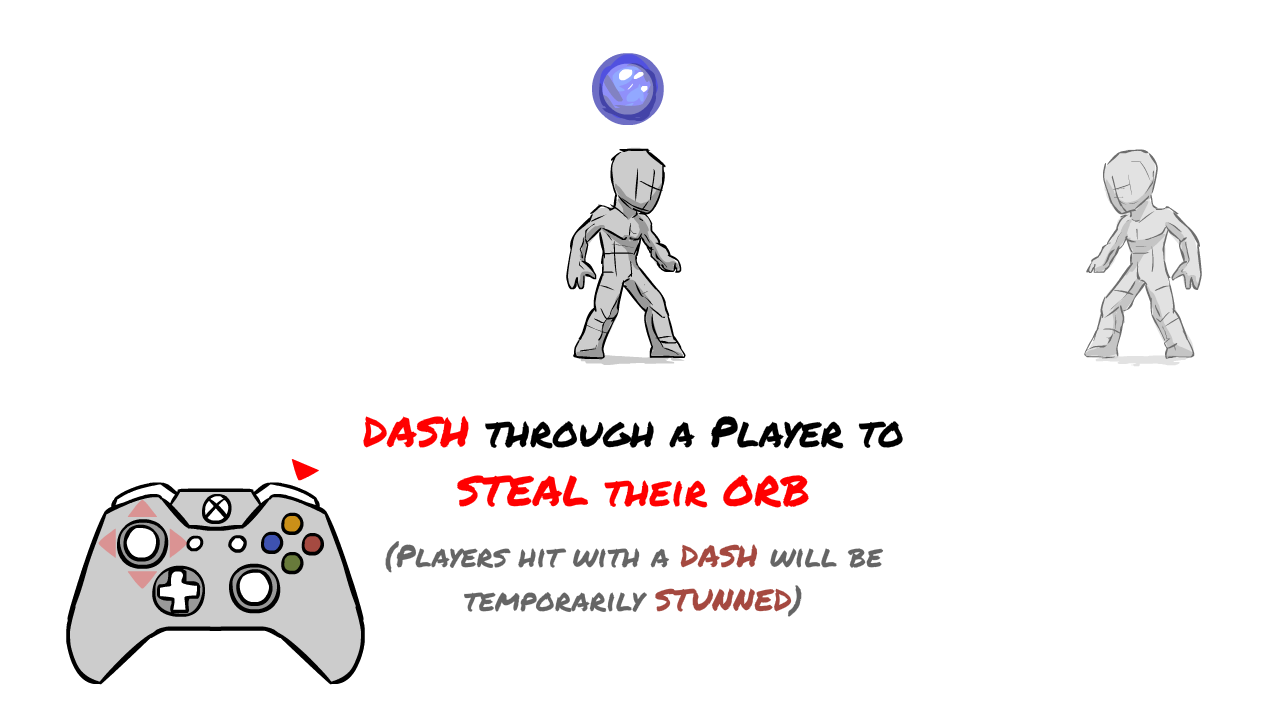 DASH through a Player to
STEAL their ORB
(Players hit with a DASH will be
temporarily STUNNED)